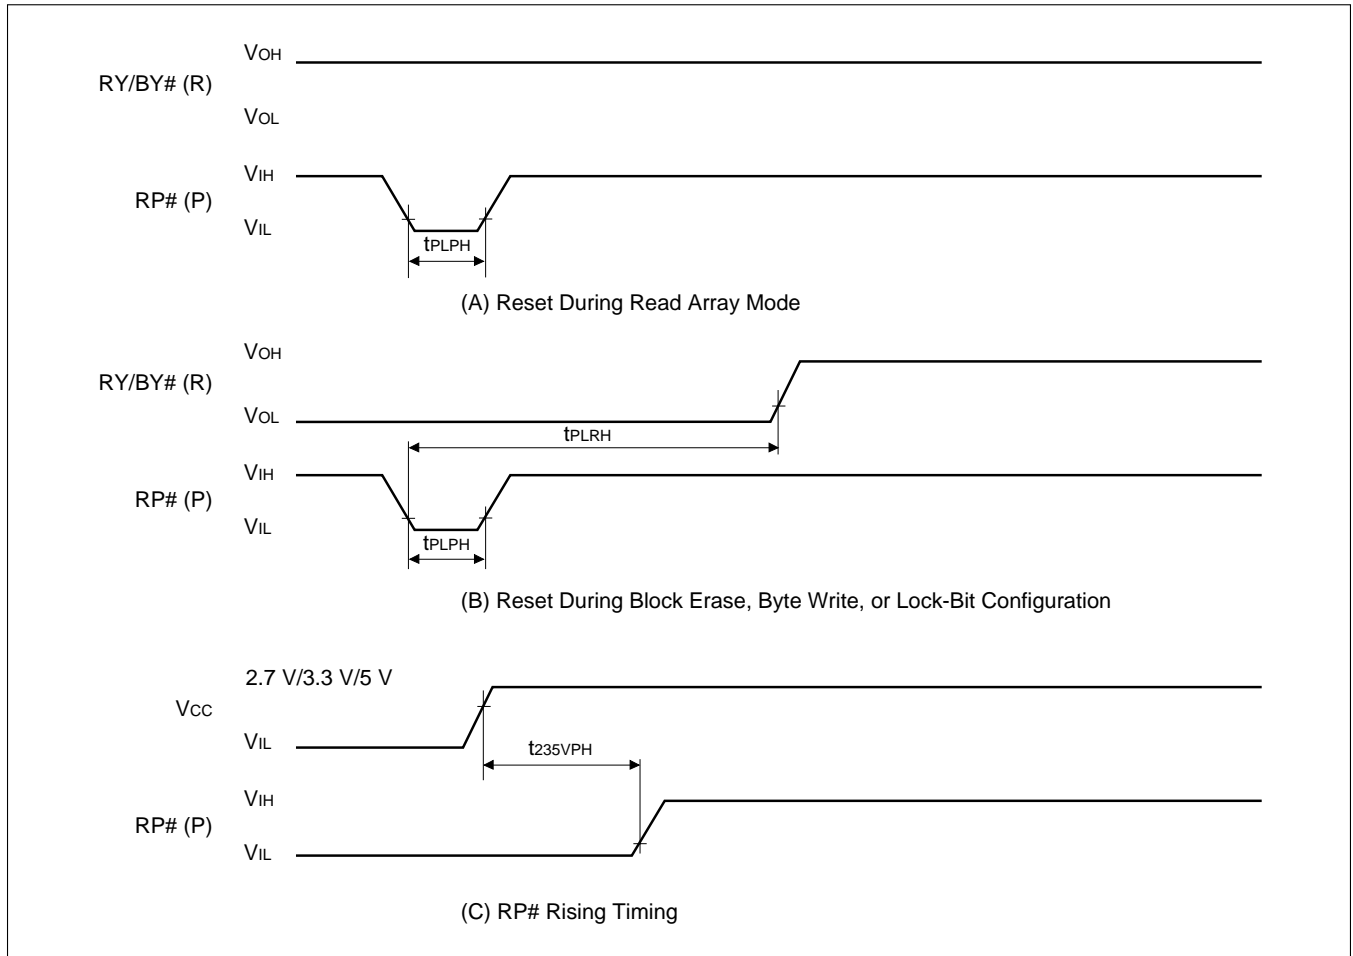 VOH
RY/BY# (R)
VOL
VIH
RP# (P)
VIL
tPLPH
(A) Reset During Read Array Mode
VOH
RY/BY# (R)
VOL
tPLRH
VIH
RP# (P)
VIL
tPLPH
(B) Reset During Block Erase, Byte Write, or Lock-Bit Configuration
2.7 V/3.3 V/5 V
VCC
VIL
t235VPH
VIH
RP# (P)
VIL
(C) RP# Rising Timing